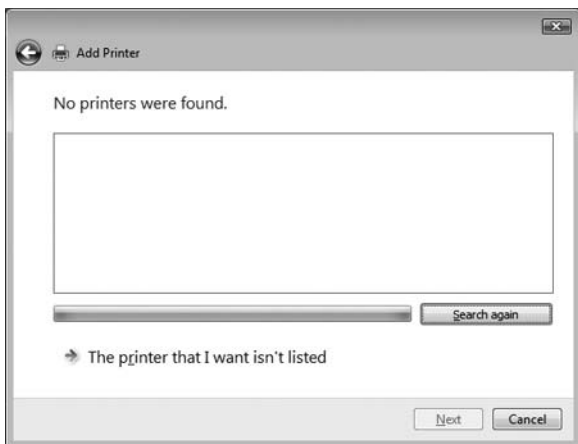 Add Printer
No printers were found.
Search again
The printer that I want isn't listed
Next
Cancel